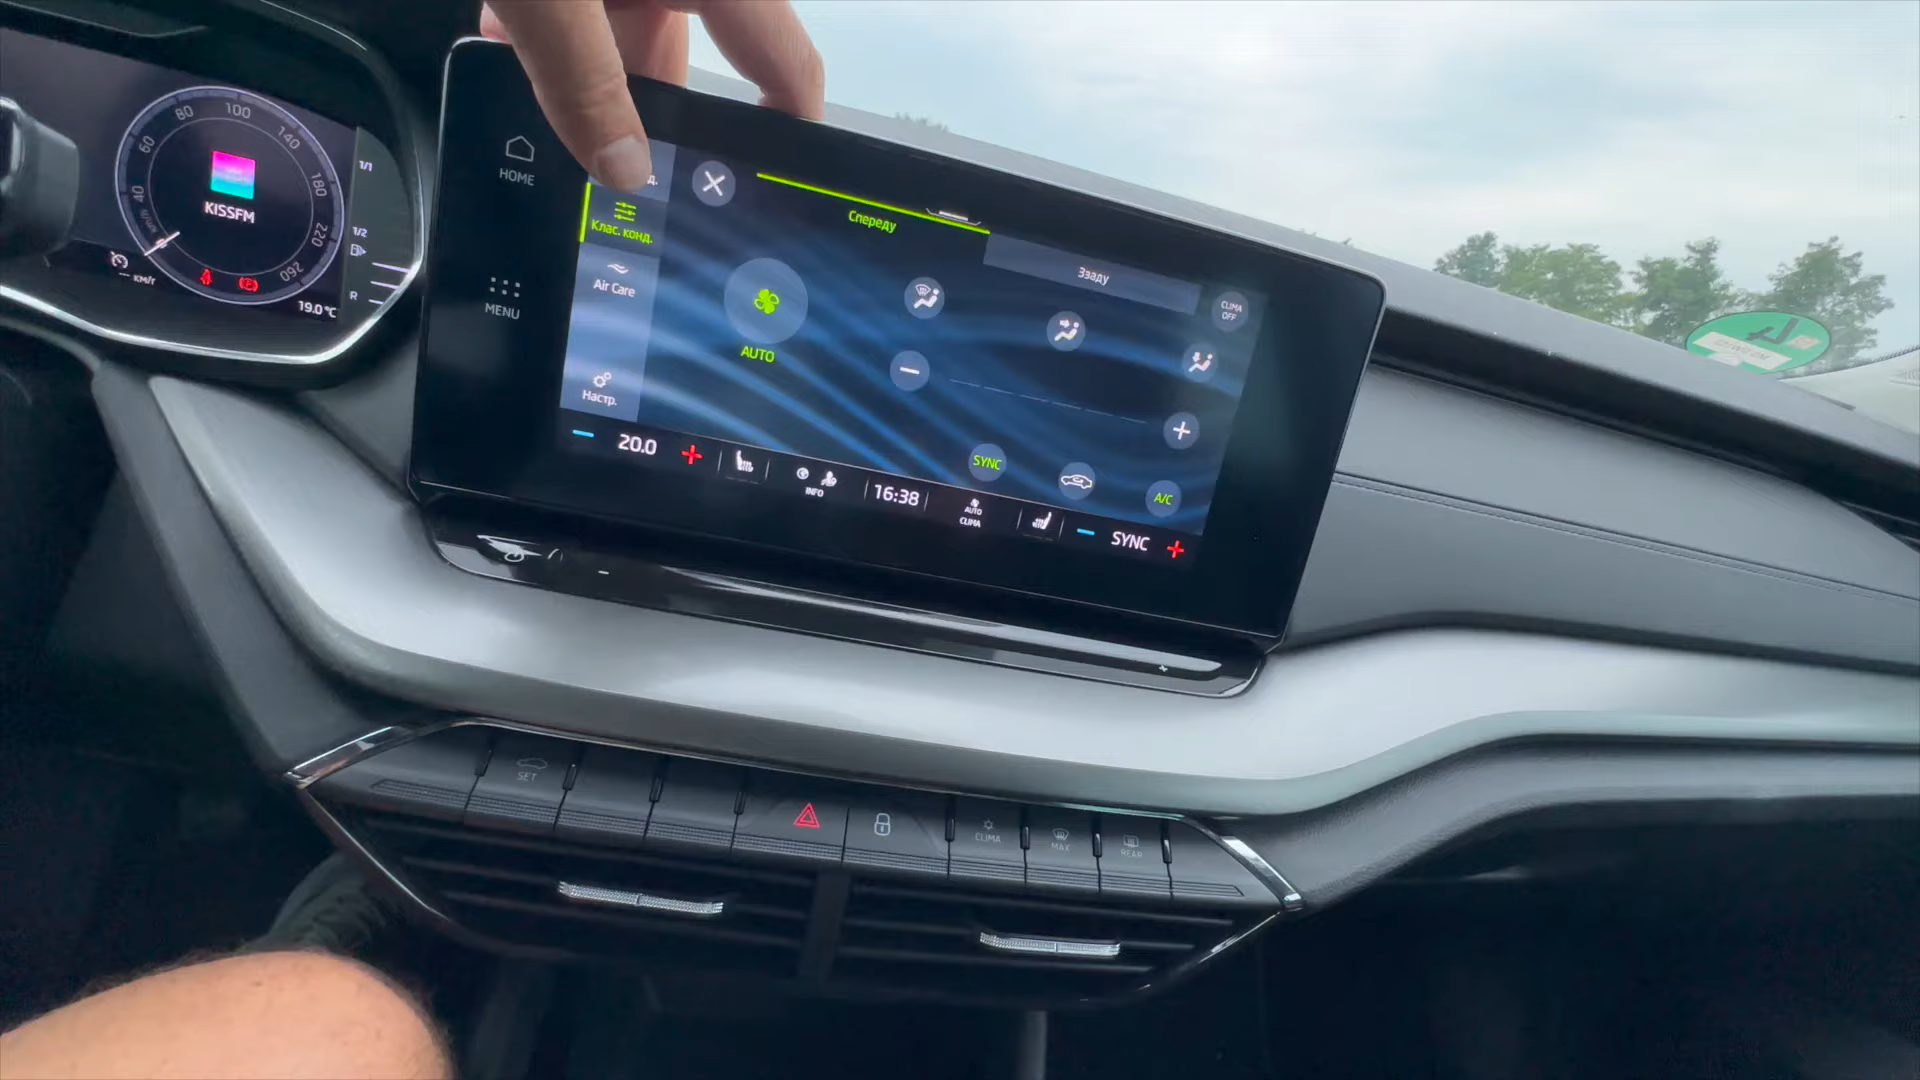 80
100
60
140
40
180
220
260
KISSFM
км/г
1/1
1/2
R
19.0 °C
HOME
MENU
д.
Клас. конд.
Air Care
Настр.
Спереду
Ззаду
CLIMA
OFF
AUTO
SYNC
A/C
20.0
INFO
16:38
AUTO
CLIMA
SYNC
SET
CLIMA
MAX
REAR